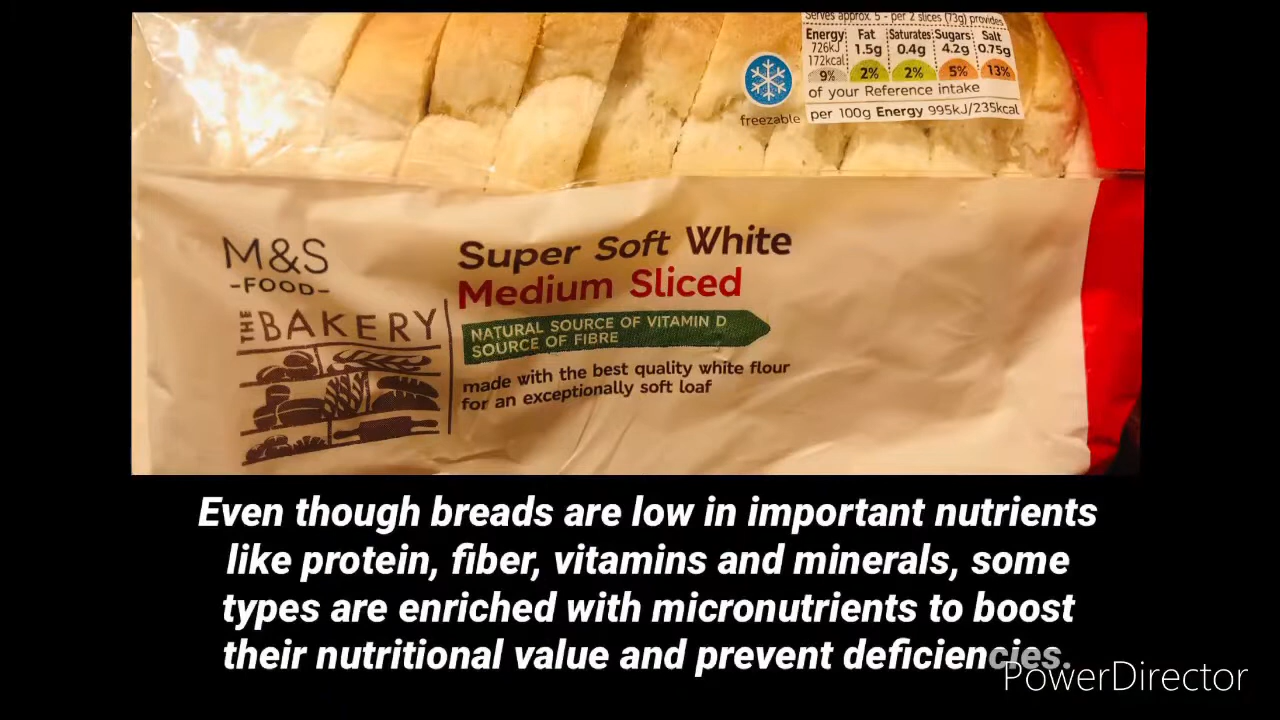 Serves approx. 5 - per 2 slices (73g) provides
Energy Fat Saturates Sugars Salt
726kJ 1.5g 0.4g 4.2g 0.75g
172kcal
9% 2% 2% 5% 13%
of your Reference intake
per 100g Energy 995kJ/235kcal
freezable
M&S
-FOOD-
THE BAKERY
Super Soft White
Medium Sliced
NATURAL SOURCE OF VITAMIN D
SOURCE OF FIBRE
made with the best quality white flour
for an exceptionally soft loaf
Even though breads are low in important nutrients
like protein, fiber, vitamins and minerals, some
types are enriched with micronutrients to boost
their nutritional value and prevent deficiencies.
PowerDirector